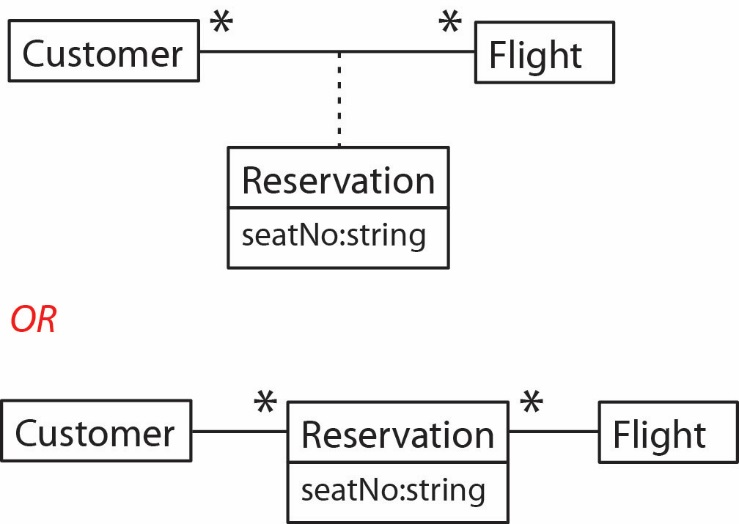 * *
Customer Flight
Reservation
seatNo:string
OR
* *
Customer Reservation Flight
seatNo:string